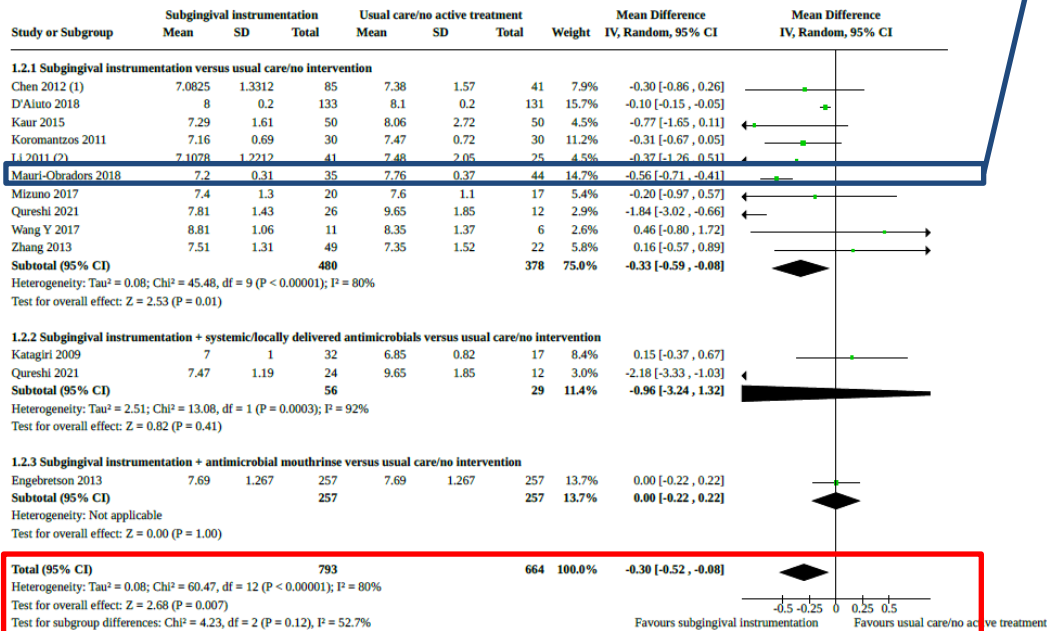 Subgingival instrumentation Usual care/no active treatment Mean Difference Mean Difference
Study or Subgroup Mean SD Total Mean SD Total Weight IV, Random, 95% CI IV, Random, 95% CI
1.2.1 Subgingival instrumentation versus usual care/no intervention
Chen 2012 (1) 7.0825 1.3312 85 7.38 1.57 41 7.9% -0.30 [-0.86 , 0.26]
D'Aiuto 2018 8 0.2 133 8.1 0.2 131 15.7% -0.10 [-0.15 , -0.05]
Kaur 2015 7.29 1.61 50 8.06 2.72 50 4.5% -0.77 [-1.65 , 0.11]
Koromantzos 2011 7.16 0.69 30 7.47 0.72 30 11.2% -0.31 [-0.67 , 0.05]
Li 2011 (2) 7.1078 1.2212 41 7.48 2.05 25 4.5% -0.37 [-1.26 , 0.51]
Mauri-Obradors 2018 7.2 0.31 35 7.76 0.37 44 14.7% -0.56 [-0.71 , -0.41]
Mizuno 2017 7.4 1.3 20 7.6 1.1 17 5.4% -0.20 [-0.97 , 0.57]
Qureshi 2021 7.81 1.43 26 9.65 1.85 12 2.9% -1.84 [-3.02 , -0.66]
Wang Y 2017 8.81 1.06 11 8.35 1.37 6 2.6% 0.46 [-0.80 , 1.72]
Zhang 2013 7.51 1.31 49 7.35 1.52 22 5.8% 0.16 [-0.57 , 0.89]
Subtotal (95% CI) 480 378 75.0% -0.33 [-0.59 , -0.08]
Heterogeneity: Tau² = 0.08; Chi² = 45.48, df = 9 (P < 0.00001); I² = 80%
Test for overall effect: Z = 2.53 (P = 0.01)
1.2.2 Subgingival instrumentation + systemic/locally delivered antimicrobials versus usual care/no intervention
Katagiri 2009 7 1 32 6.85 0.82 17 8.4% 0.15 [-0.37 , 0.67]
Qureshi 2021 7.47 1.19 24 9.65 1.85 12 3.0% -2.18 [-3.33 , -1.03]
Subtotal (95% CI) 56 29 11.4% -0.96 [-3.24 , 1.32]
Heterogeneity: Tau² = 2.51; Chi² = 13.08, df = 1 (P = 0.0003); I² = 92%
Test for overall effect: Z = 0.82 (P = 0.41)
1.2.3 Subgingival instrumentation + antimicrobial mouthrinse versus usual care/no intervention
Engebretson 2013 7.69 1.267 257 7.69 1.267 257 13.7% 0.00 [-0.22 , 0.22]
Subtotal (95% CI) 257 257 13.7% 0.00 [-0.22 , 0.22]
Heterogeneity: Not applicable
Test for overall effect: Z = 0.00 (P = 1.00)
Total (95% CI) 793 664 100.0% -0.30 [-0.52 , -0.08]
Heterogeneity: Tau² = 0.08; Chi² = 60.47, df = 12 (P < 0.00001); I² = 80%
Test for overall effect: Z = 2.68 (P = 0.007) -0.5 -0.25 0 0.25 0.5
Test for subgroup differences: Chi² = 4.23, df = 2 (P = 0.12), I² = 52.7% Favours subgingival instrumentation Favours usual care/no active treatment